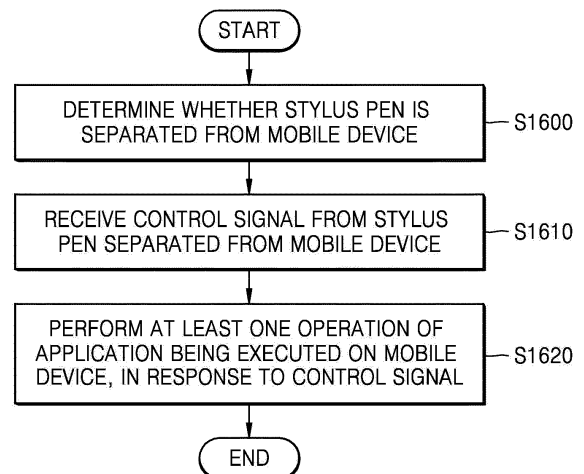 START
DETERMINE WHETHER STYLUS PEN IS
SEPARATED FROM MOBILE DEVICE
S1600
RECEIVE CONTROL SIGNAL FROM STYLUS
PEN SEPARATED FROM MOBILE DEVICE
S1610
PERFORM AT LEAST ONE OPERATION OF
APPLICATION BEING EXECUTED ON MOBILE
DEVICE, IN RESPONSE TO CONTROL SIGNAL
S1620
END